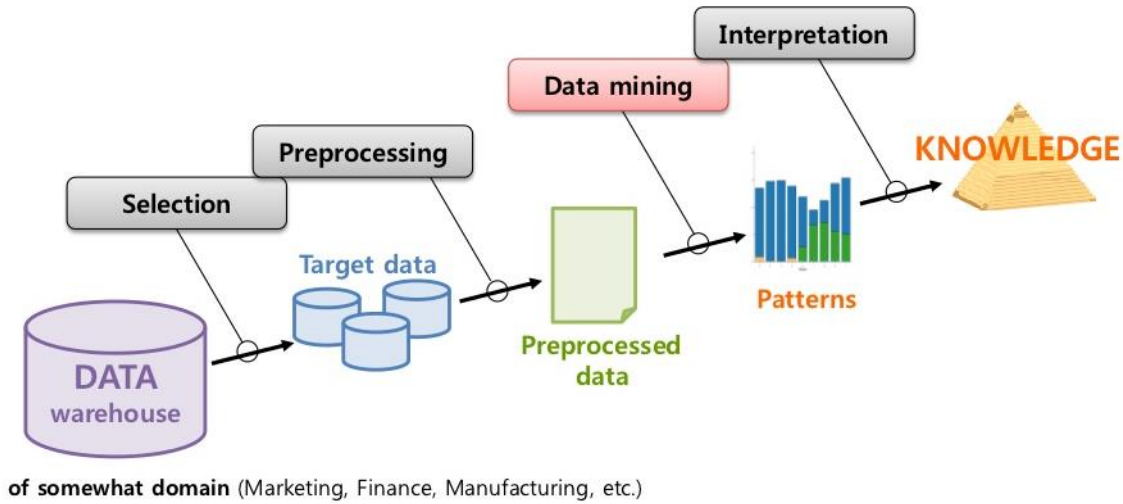 Interpretation
Data mining
Preprocessing
Selection
KNOWLEDGE
Target data
Patterns
Preprocessed
data
DATA
warehouse
of somewhat domain (Marketing, Finance, Manufacturing, etc.)